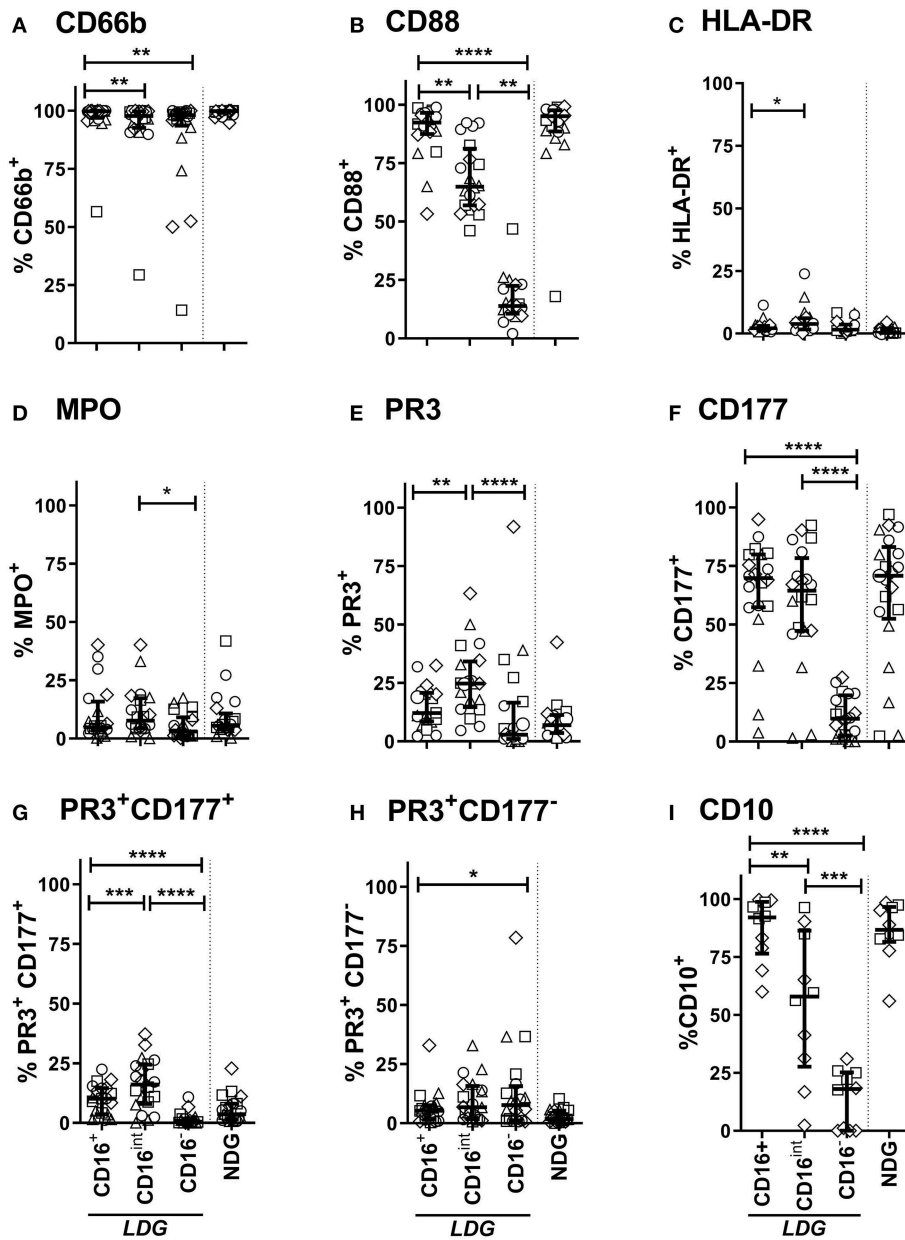 A CD66b
B CD88
C HLA-DR
**
**
****
**
**
*
% CD66b+
100
75
50
25
0
% CD88+
100
75
50
25
0
% HLA-DR+
100
75
50
25
0
D MPO
E PR3
F CD177
*
**
****
****
****
% MPO+
100
75
50
25
0
% PR3+
100
75
50
25
0
% CD177+
100
75
50
25
0
G PR3+CD177+
H PR3+CD177-
I CD10
****
***
****
*
****
**
***
% PR3+ CD177+
100
75
50
25
0
% PR3+ CD177-
100
75
50
25
0
%CD10+
100
75
50
25
0
CD16+
CD16int
CD16-
NDG
LDG
CD16+
CD16int
CD16-
NDG
LDG
CD16+
CD16int
CD16-
NDG
LDG